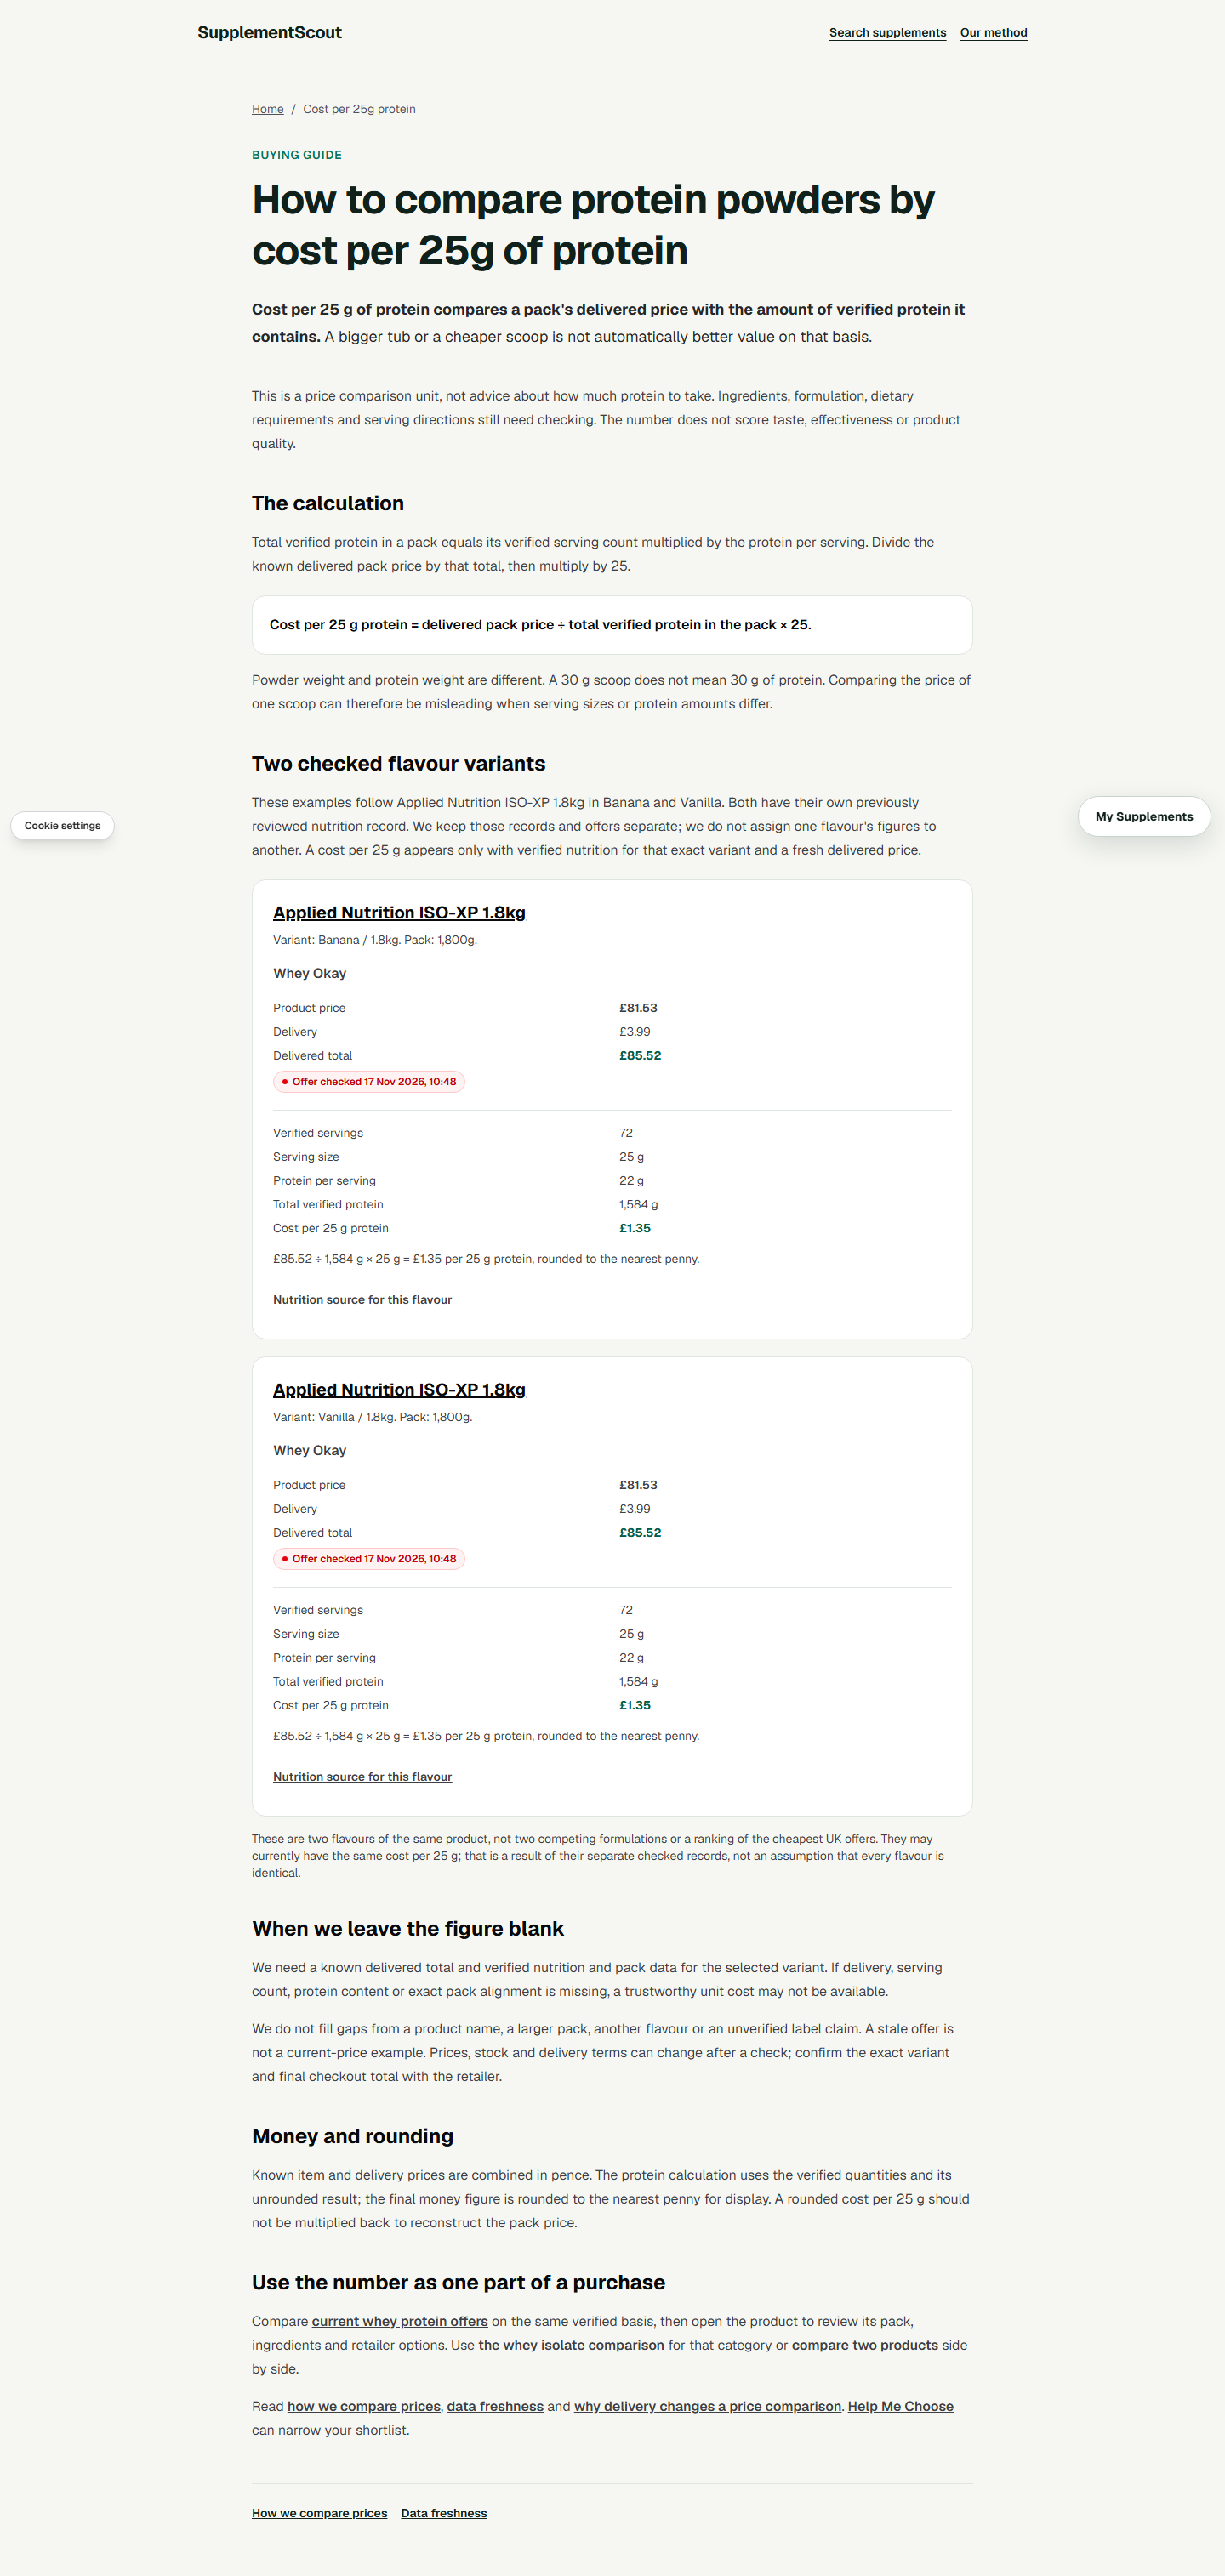 SupplementScout
Search supplements Our method
Home / Cost per 25g protein
BUYING GUIDE
How to compare protein powders by
cost per 25g of protein
Cost per 25 g of protein compares a pack's delivered price with the amount of verified protein it
contains. A bigger tub or a cheaper scoop is not automatically better value on that basis.
This is a price comparison unit, not advice about how much protein to take. Ingredients, formulation, dietary
requirements and serving directions still need checking. The number does not score taste, effectiveness or product
quality.
The calculation
Total verified protein in a pack equals its verified serving count multiplied by the protein per serving. Divide the
known delivered pack price by that total, then multiply by 25.
Cost per 25 g protein = delivered pack price ÷ total verified protein in the pack × 25.
Powder weight and protein weight are different. A 30 g scoop does not mean 30 g of protein. Comparing the price of
one scoop can therefore be misleading when serving sizes or protein amounts differ.
Two checked flavour variants
These examples follow Applied Nutrition ISO-XP 1.8kg in Banana and Vanilla. Both have their own previously
reviewed nutrition record. We keep those records and offers separate; we do not assign one flavour's figures to
another. A cost per 25 g appears only with verified nutrition for that exact variant and a fresh delivered price.
Cookie settings
My Supplements
Applied Nutrition ISO-XP 1.8kg
Variant: Banana / 1.8kg. Pack: 1,800g.
Whey Okay
Product price £81.53
Delivery £3.99
Delivered total £85.52
Offer checked 17 Nov 2026, 10:48
Verified servings 72
Serving size 25 g
Protein per serving 22 g
Total verified protein 1,584 g
Cost per 25 g protein £1.35
£85.52 ÷ 1,584 g × 25 g = £1.35 per 25 g protein, rounded to the nearest penny.
Nutrition source for this flavour
Applied Nutrition ISO-XP 1.8kg
Variant: Vanilla / 1.8kg. Pack: 1,800g.
Whey Okay
Product price £81.53
Delivery £3.99
Delivered total £85.52
Offer checked 17 Nov 2026, 10:48
Verified servings 72
Serving size 25 g
Protein per serving 22 g
Total verified protein 1,584 g
Cost per 25 g protein £1.35
£85.52 ÷ 1,584 g × 25 g = £1.35 per 25 g protein, rounded to the nearest penny.
Nutrition source for this flavour
These are two flavours of the same product, not two competing formulations or a ranking of the cheapest UK offers. They may
currently have the same cost per 25 g; that is a result of their separate checked records, not an assumption that every flavour is
identical.
When we leave the figure blank
We need a known delivered total and verified nutrition and pack data for the selected variant. If delivery, serving
count, protein content or exact pack alignment is missing, a trustworthy unit cost may not be available.
We do not fill gaps from a product name, a larger pack, another flavour or an unverified label claim. A stale offer is
not a current-price example. Prices, stock and delivery terms can change after a check; confirm the exact variant
and final checkout total with the retailer.
Money and rounding
Known item and delivery prices are combined in pence. The protein calculation uses the verified quantities and its
unrounded result; the final money figure is rounded to the nearest penny for display. A rounded cost per 25 g should
not be multiplied back to reconstruct the pack price.
Use the number as one part of a purchase
Compare current whey protein offers on the same verified basis, then open the product to review its pack,
ingredients and retailer options. Use the whey isolate comparison for that category or compare two products side
by side.
Read how we compare prices, data freshness and why delivery changes a price comparison. Help Me Choose
can narrow your shortlist.
How we compare prices Data freshness